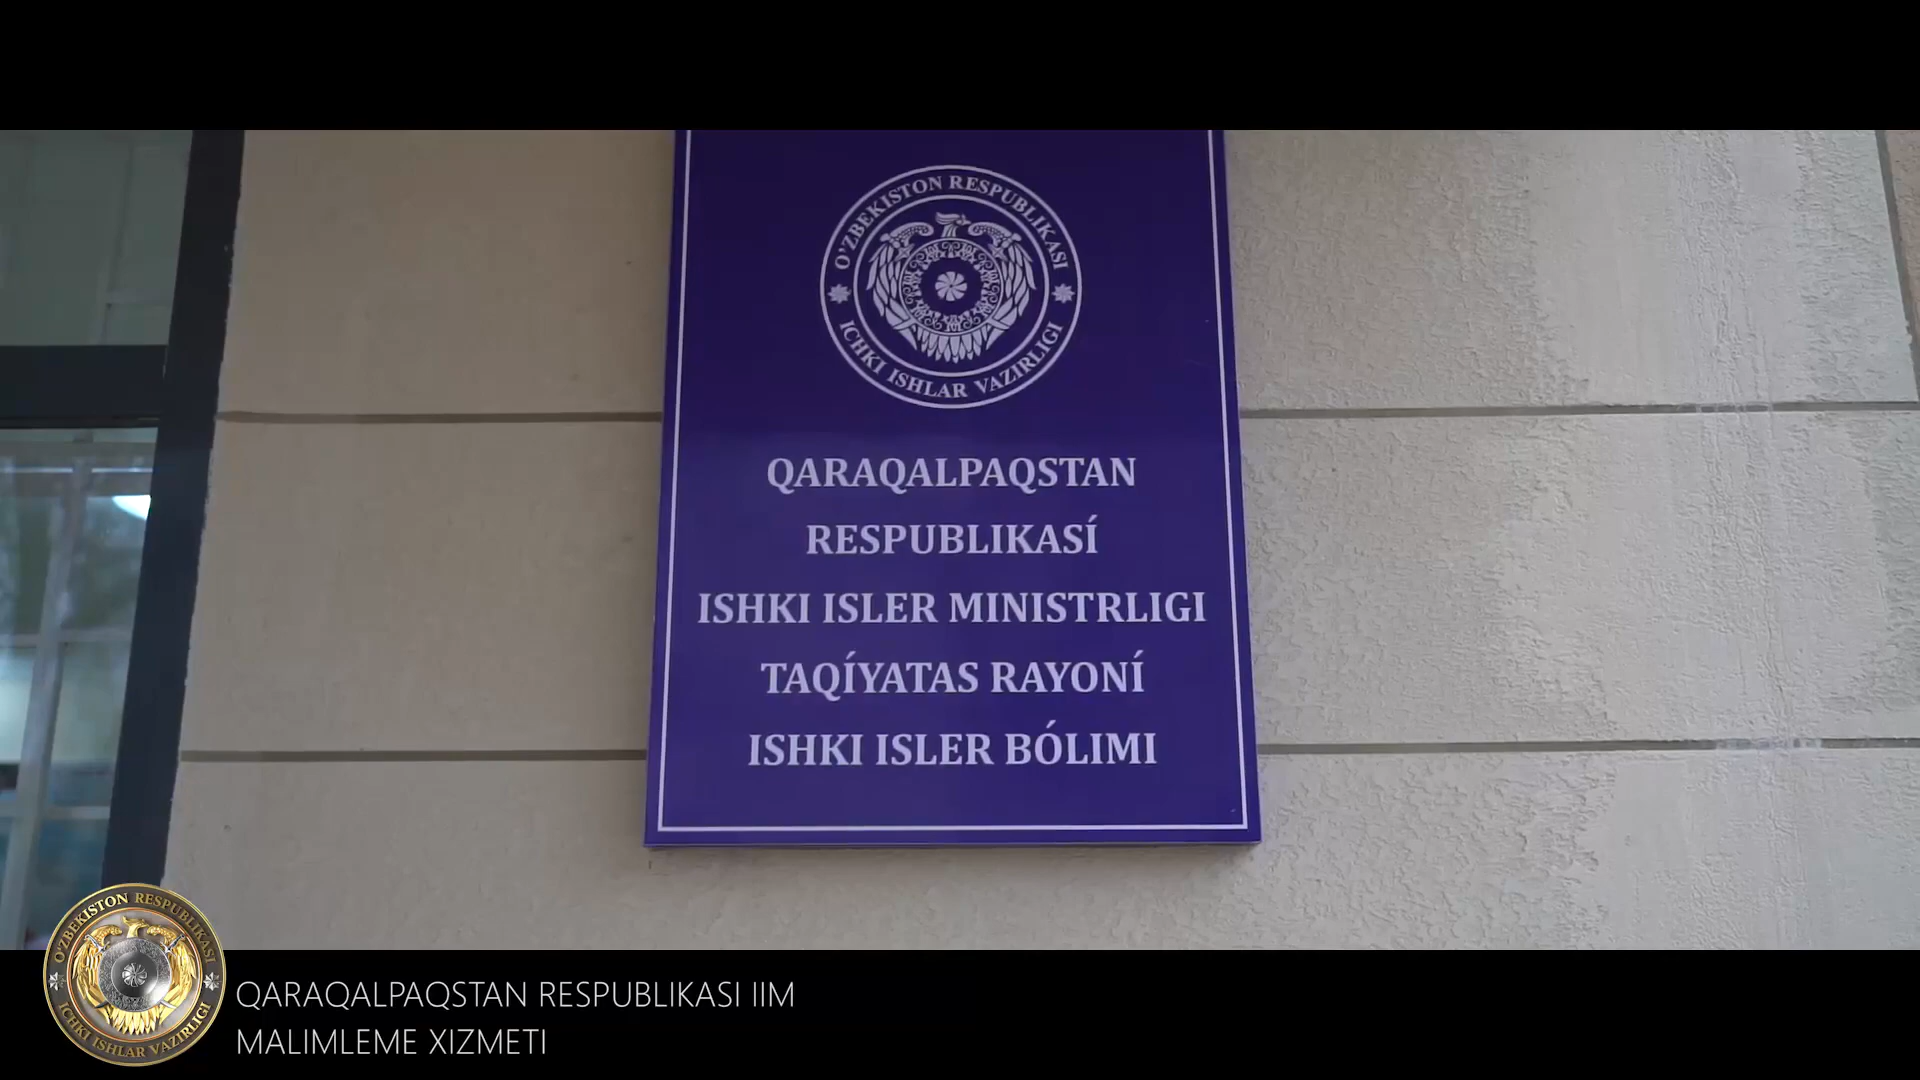 O'ZBEKISTON RESPUBLIKASI
ICHKI ISHLAR VAZIRLIGI
QARAQALPAQSTAN
RESPUBLIKASÍ
ISHKI ISLER MINISTRLIGI
TAQÍYATAS RAYONÍ
ISHKI ISLER BÓLIMI
O'ZBEKISTON RESPUBLIKASI
ICHKI ISHLAR VAZIRLIGI
QARAQALPAQSTAN RESPUBLIKASI IIM
MALIMLEME XIZMETI